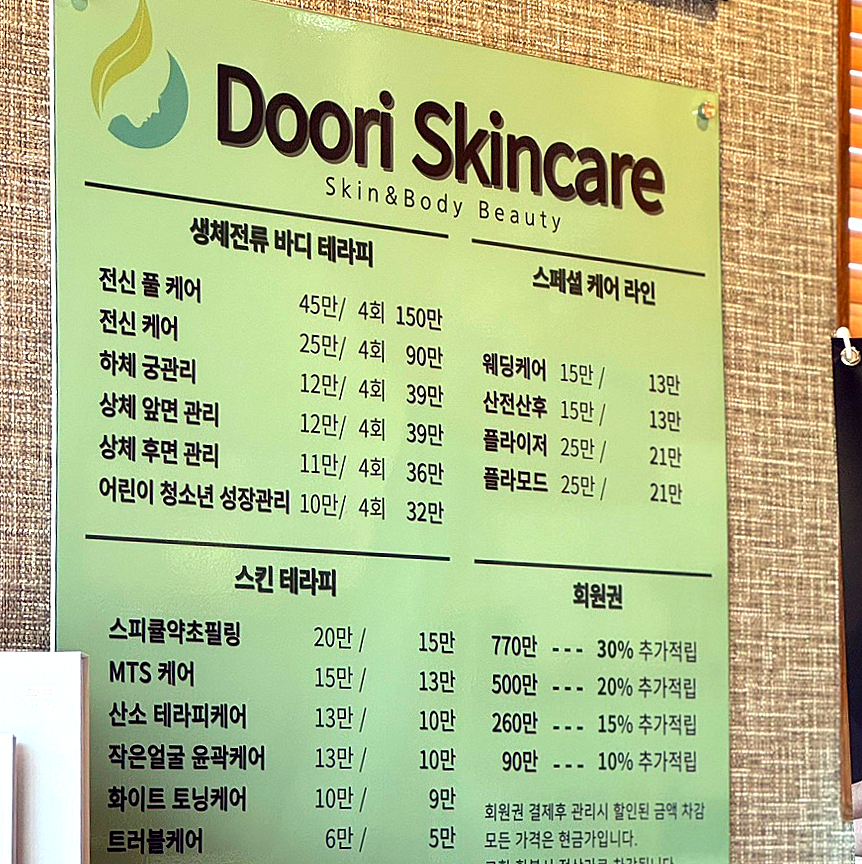 Doori Skincare
Skin&Body Beauty
생체전류 바디 테라피
전신 풀 케어 45만/ 4회 150만
전신 케어 25만/ 4회 90만
하체 궁관리 12만/ 4회 39만
상체 앞면 관리 12만/ 4회 39만
상체 후면 관리 11만/ 4회 36만
어린이 청소년 성장관리 10만/ 4회 32만
스페셜 케어 라인
웨딩케어 15만 / 13만
산전산후 15만 / 13만
플라이저 25만 / 21만
플라모드 25만 / 21만
스킨 테라피
스피큘약초필링 20만 / 15만
MTS 케어 15만 / 13만
산소 테라피케어 13만 / 10만
작은얼굴 윤곽케어 13만 / 10만
화이트 토닝케어 10만 / 9만
트러블케어 6만 / 5만
회원권
770만 --- 30% 추가적립
500만 --- 20% 추가적립
260만 --- 15% 추가적립
90만 --- 10% 추가적립
회원권 결제후 관리시 할인된 금액 차감
모든 가격은 현금가입니다.